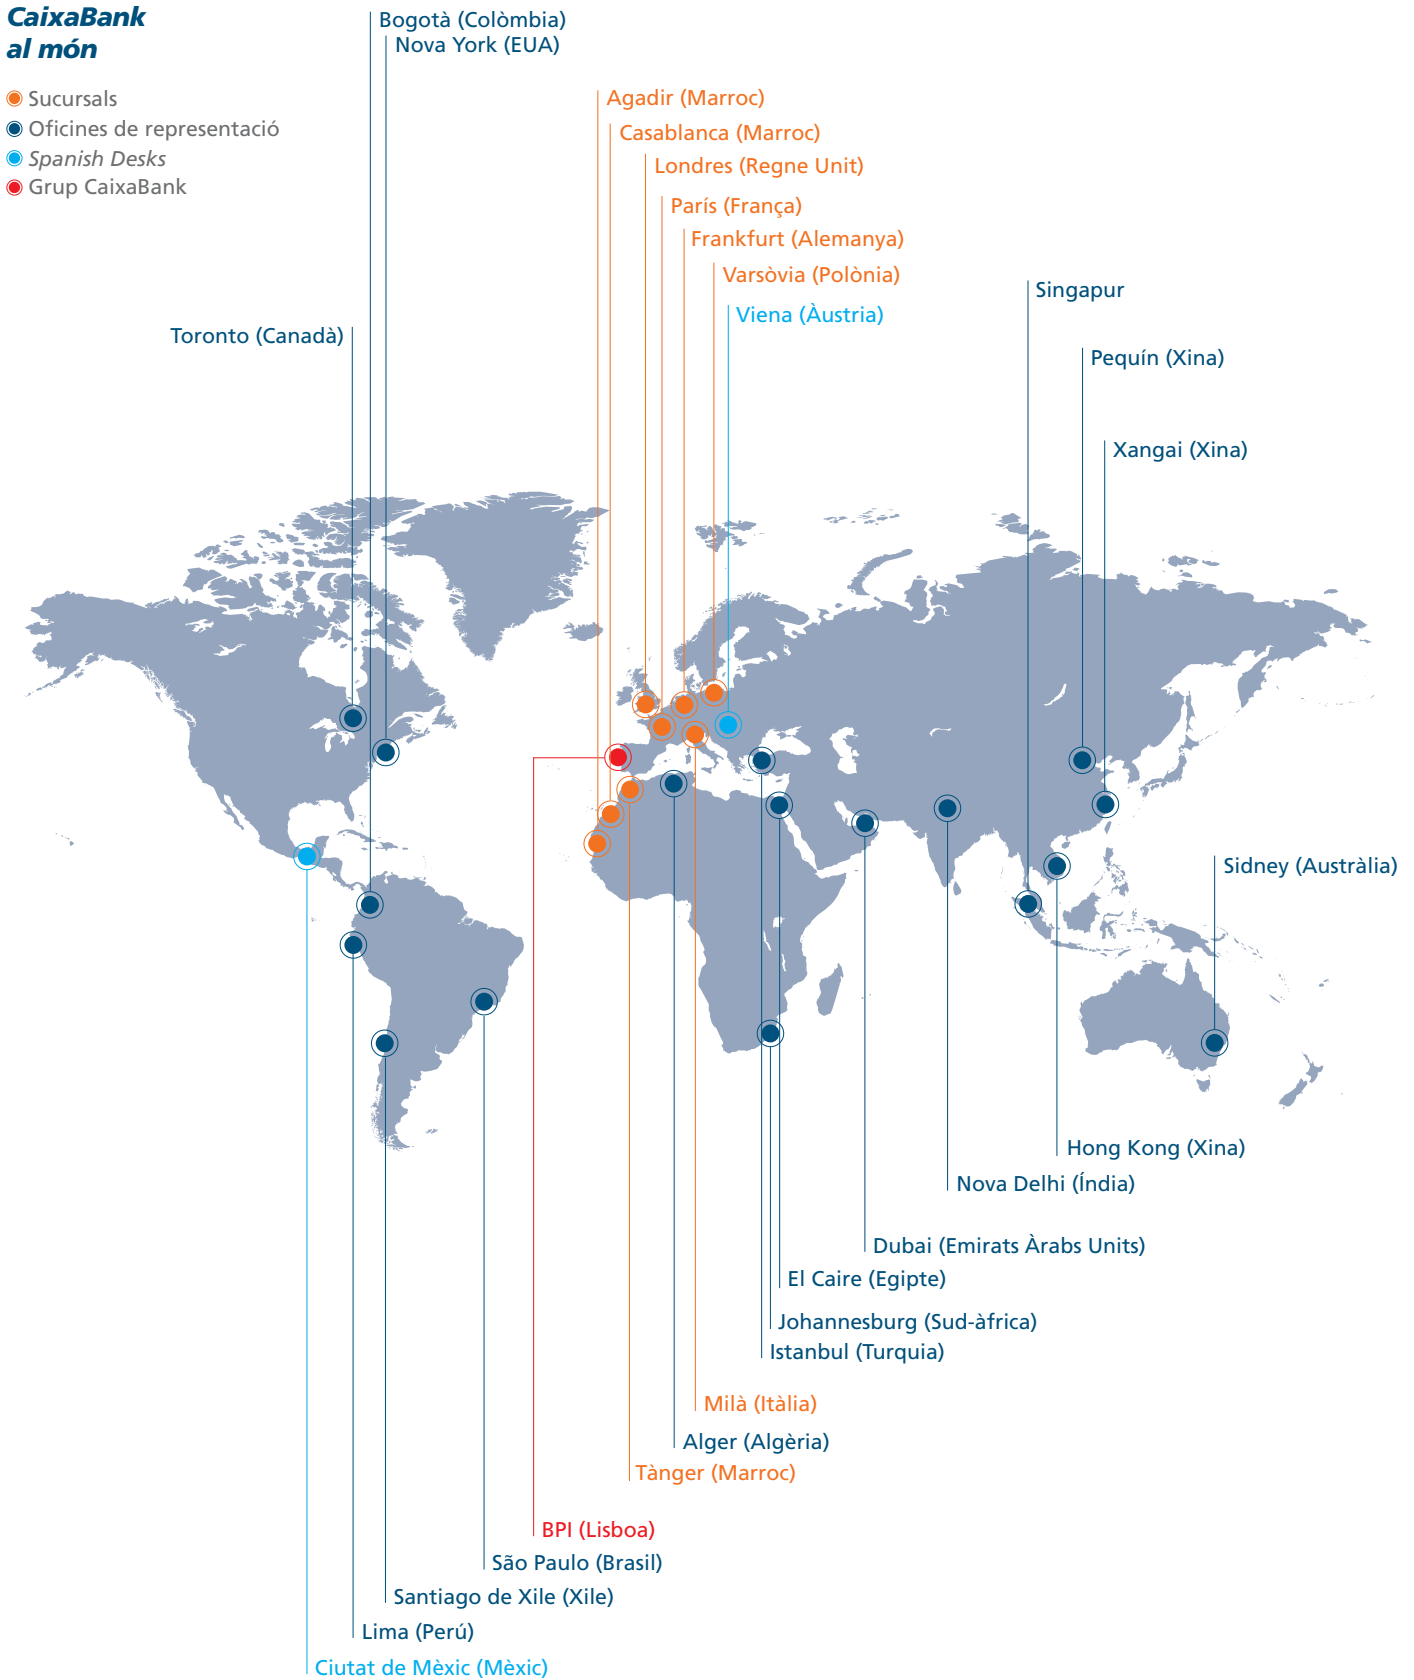 CaixaBank
al món
Sucursals
Oficines de representació
Spanish Desks
Grup CaixaBank
Bogotà (Colòmbia)
Nova York (EUA)
Agadir (Marroc)
Casablanca (Marroc)
Londres (Regne Unit)
París (França)
Frankfurt (Alemanya)
Varsòvia (Polònia)
Viena (Àustria)
Singapur
Toronto (Canadà)
Pequín (Xina)
Xangai (Xina)
Sidney (Austràlia)
Hong Kong (Xina)
Nova Delhi (Índia)
Dubai (Emirats Àrabs Units)
El Caire (Egipte)
Johannesburg (Sud-àfrica)
Istanbul (Turquia)
Milà (Itàlia)
Alger (Algèria)
Tànger (Marroc)
BPI (Lisboa)
São Paulo (Brasil)
Santiago de Xile (Xile)
Lima (Perú)
Ciutat de Mèxic (Mèxic)